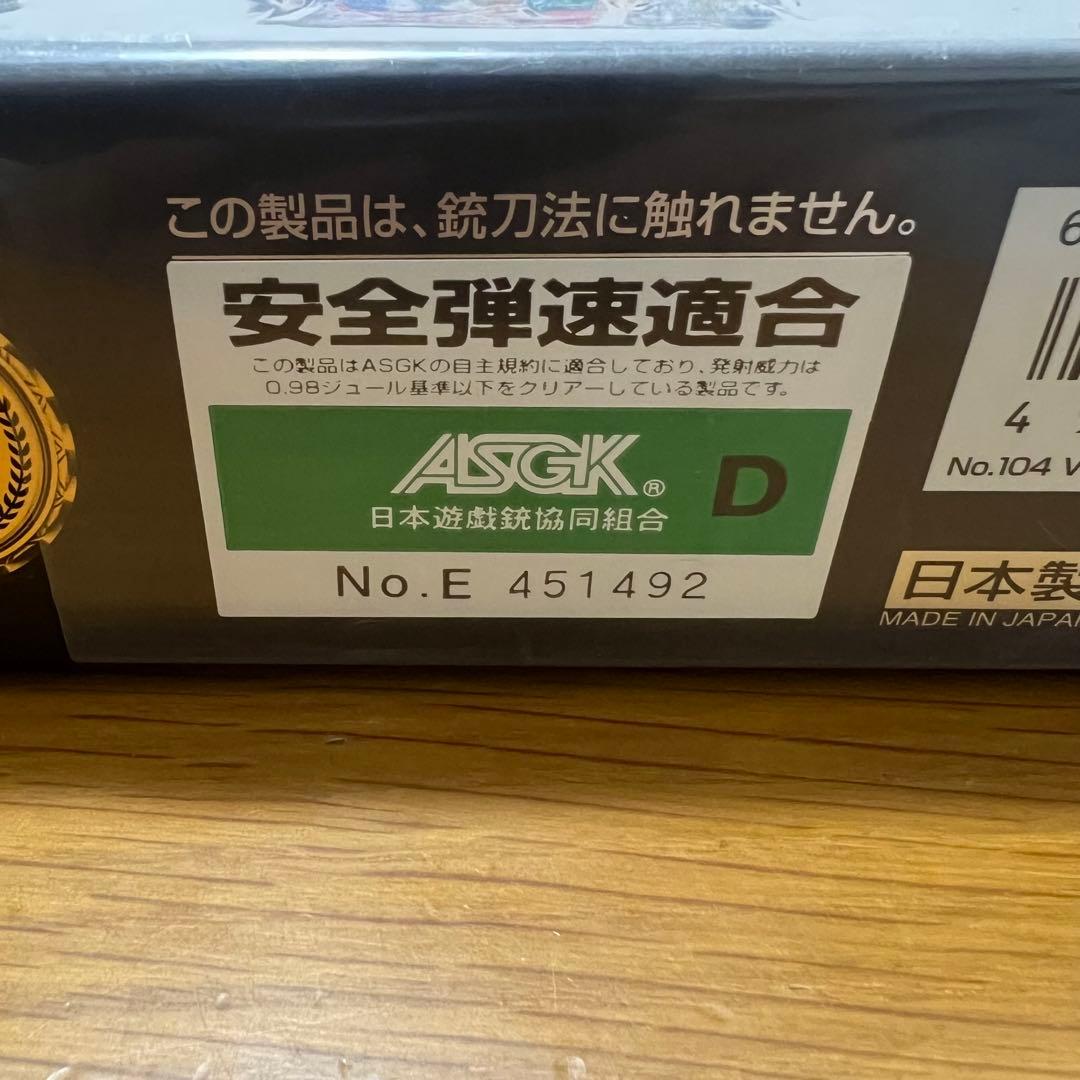 この製品は、銃刀法に触れません。
安全弾速適合
この製品はASGKの自主規約に適合しており、発射威力は
0.98ジュール基準以下をクリアーしている製品です。
ASGK® D
日本遊戯銃協同組合
No.E 451492
6
4
No.104 V
日本製
MADE IN JAPAN